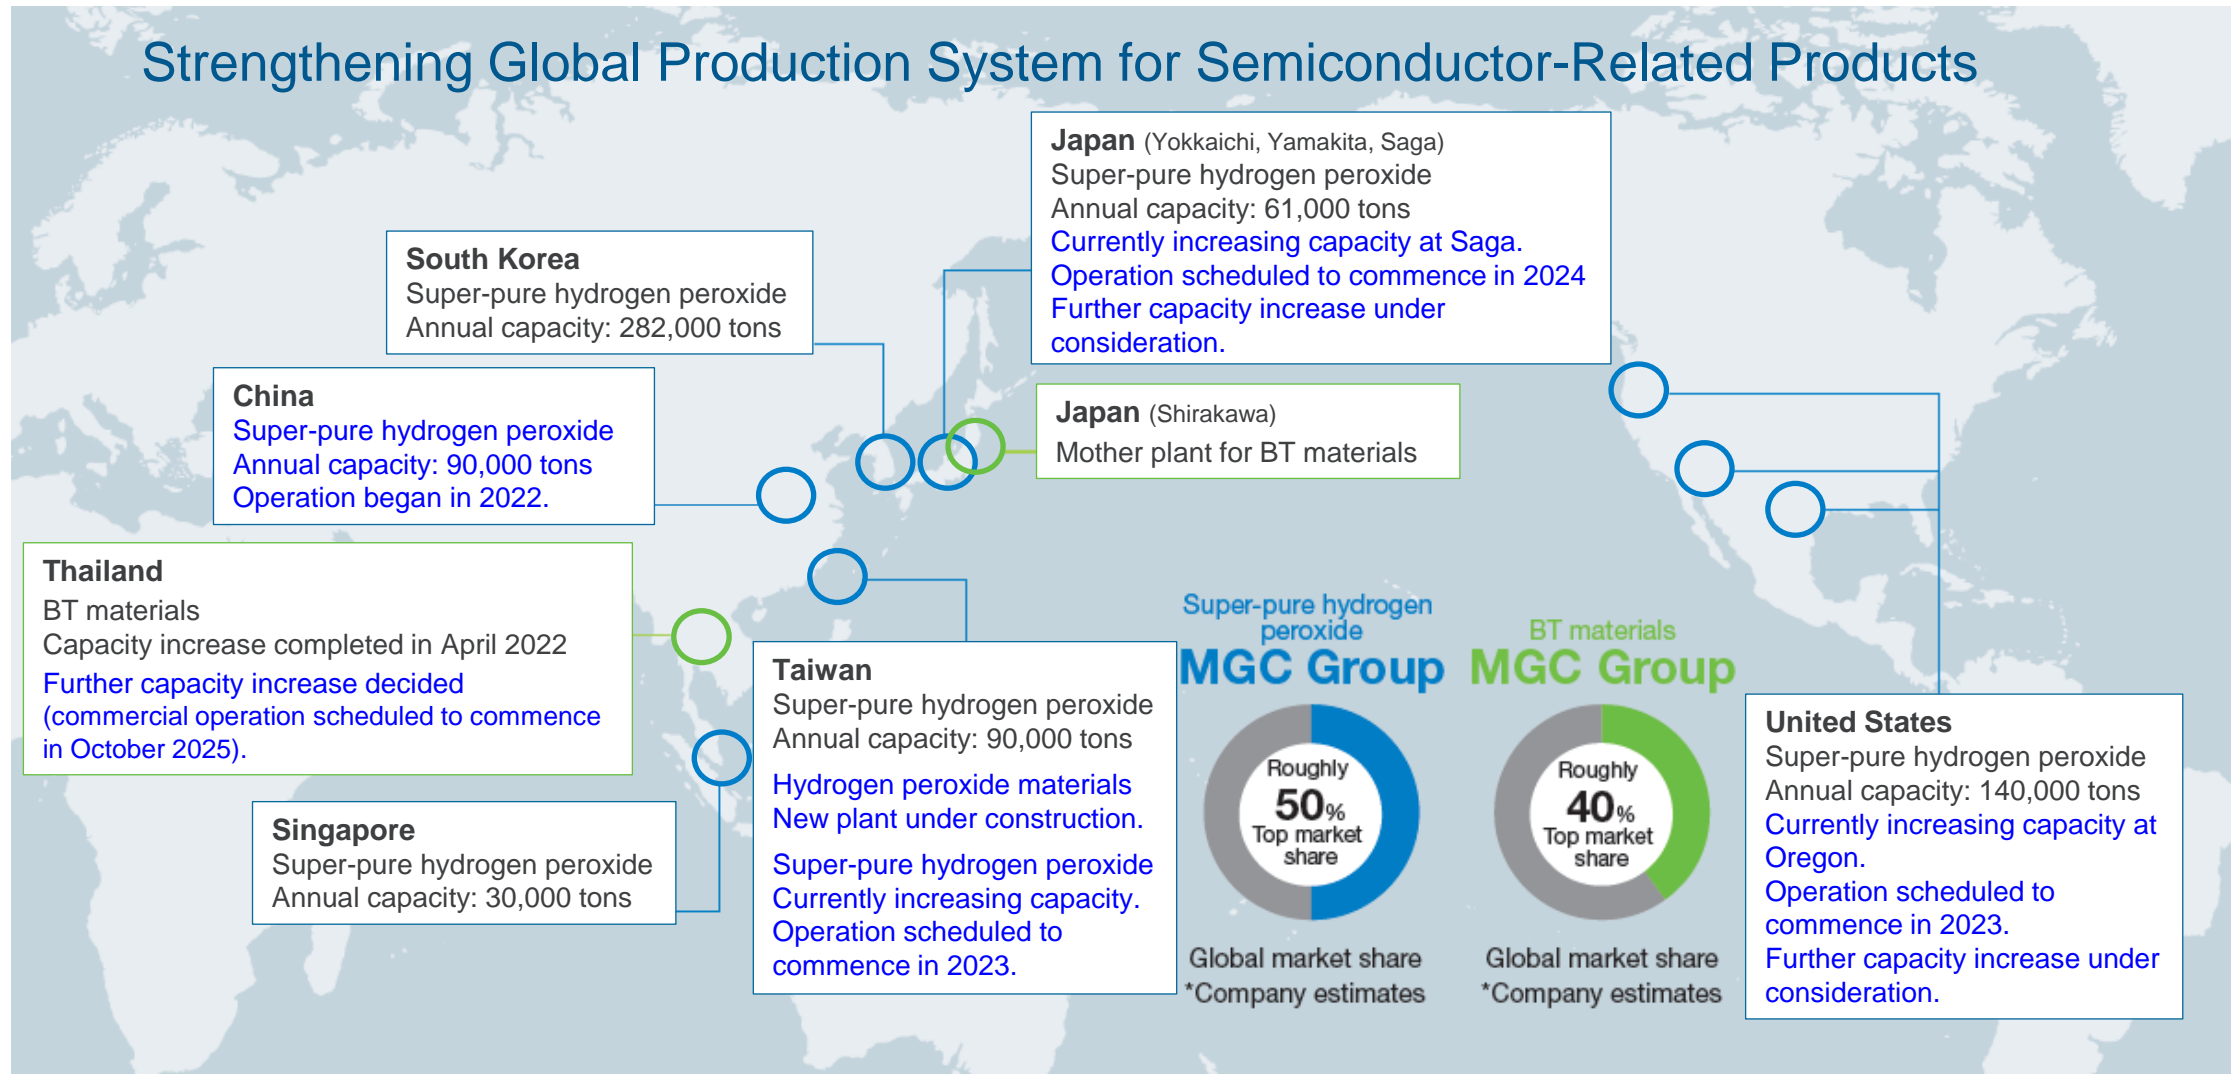 Strengthening Global Production System for Semiconductor-Related Products
Japan (Yokkaichi, Yamakita, Saga)
Super-pure hydrogen peroxide
Annual capacity: 61,000 tons
Currently increasing capacity at Saga.
Operation scheduled to commence in 2024
Further capacity increase under
consideration.
South Korea
Super-pure hydrogen peroxide
Annual capacity: 282,000 tons
China
Super-pure hydrogen peroxide
Annual capacity: 90,000 tons
Operation began in 2022.
Japan (Shirakawa)
Mother plant for BT materials
Thailand
BT materials
Capacity increase completed in April 2022
Further capacity increase decided
(commercial operation scheduled to commence
in October 2025).
Singapore
Super-pure hydrogen peroxide
Annual capacity: 30,000 tons
Taiwan
Super-pure hydrogen peroxide
Annual capacity: 90,000 tons
Hydrogen peroxide materials
New plant under construction.
Super-pure hydrogen peroxide
Currently increasing capacity.
Operation scheduled to
commence in 2023.
Super-pure hydrogen
peroxide
MGC Group
Roughly
50%
Top market
share
Global market share
*Company estimates
BT materials
MGC Group
Roughly
40%
Top market
share
Global market share
*Company estimates
United States
Super-pure hydrogen peroxide
Annual capacity: 140,000 tons
Currently increasing capacity at
Oregon.
Operation scheduled to
commence in 2023.
Further capacity increase under
consideration.